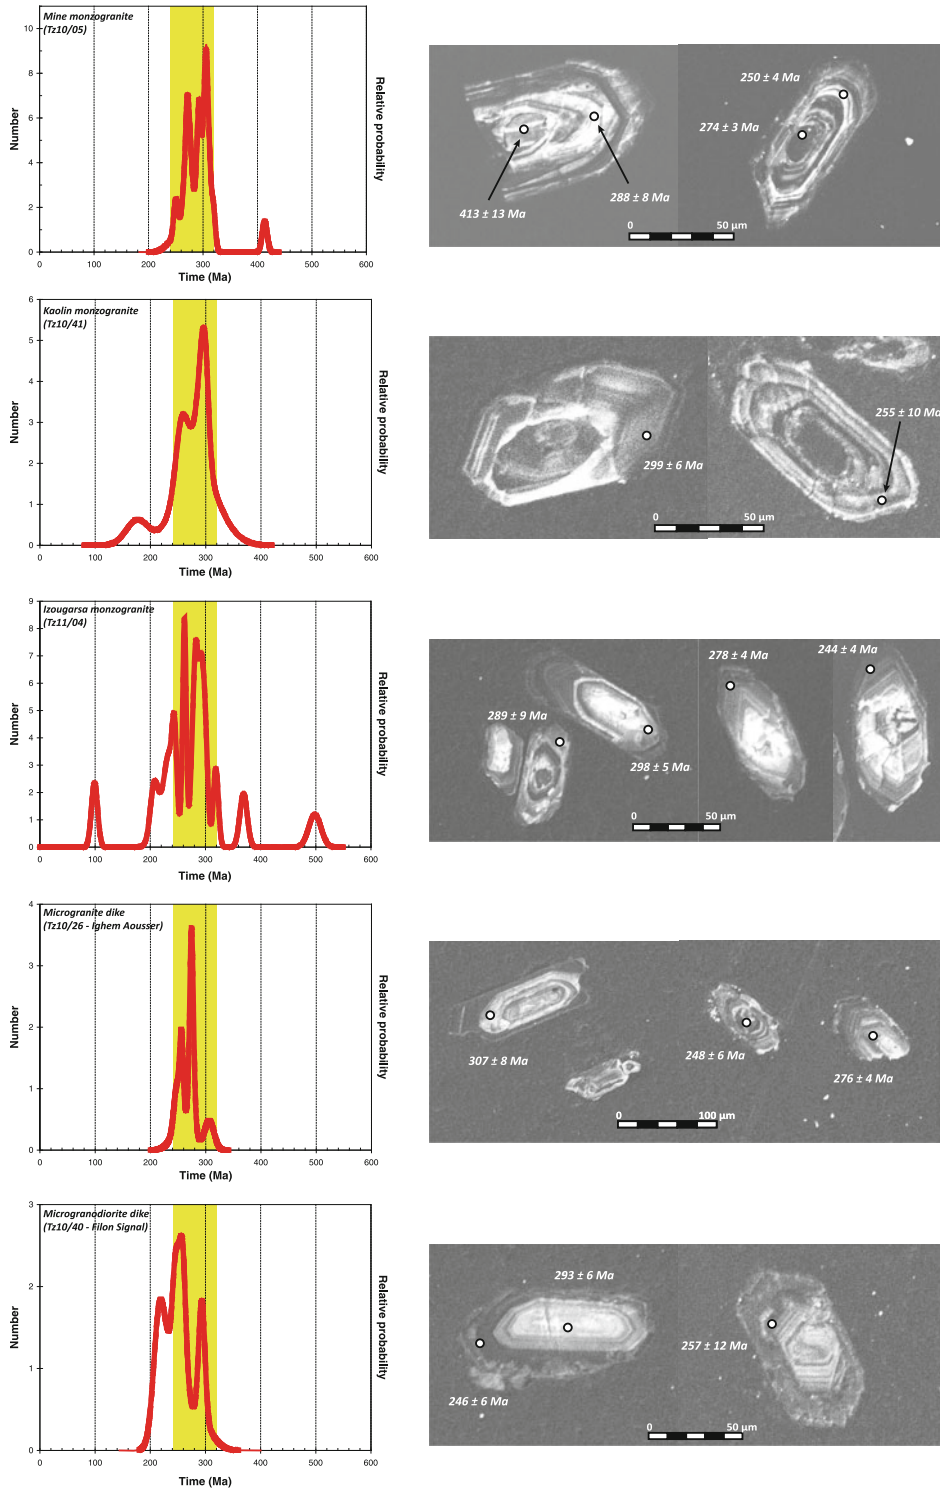 Mine monzogranite
(Tz10/05)
Number
10
8
6
4
2
0
0 100 200 300 400 500 600
Time (Ma)
Relative probability
413 ± 13 Ma
288 ± 8 Ma
250 ± 4 Ma
274 ± 3 Ma
0 50 µm
Kaolin monzogranite
(Tz10/41)
Number
6
5
4
3
2
1
0
0 100 200 300 400 500 600
Time (Ma)
Relative probability
299 ± 6 Ma
255 ± 10 Ma
0 50 µm
Izougarsa monzogranite
(Tz11/04)
Number
9
8
7
6
5
4
3
2
1
0
0 100 200 300 400 500 600
Time (Ma)
Relative probability
289 ± 9 Ma
298 ± 5 Ma
278 ± 4 Ma
244 ± 4 Ma
0 50 µm
Microgranite dike
(Tz10/26 - Ighem Aousser)
Number
4
3
2
1
0
0 100 200 300 400 500 600
Time (Ma)
Relative probability
307 ± 8 Ma
248 ± 6 Ma
276 ± 4 Ma
0 100 µm
Microgranodiorite dike
(Tz10/40 - Filon Signal)
Number
3
2
1
0
0 100 200 300 400 500 600
Time (Ma)
Relative probability
293 ± 6 Ma
246 ± 6 Ma
257 ± 12 Ma
0 50 µm